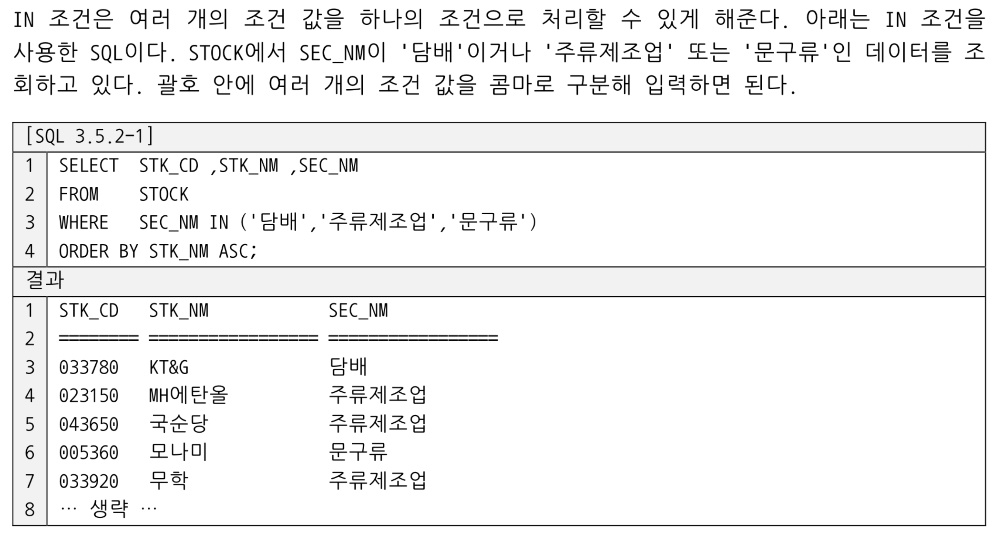 IN 조건은 여러 개의 조건 값을 하나의 조건으로 처리할 수 있게 해준다. 아래는 IN 조건을
사용한 SQL이다. STOCK에서 SEC_NM이 '담배'이거나 '주류제조업' 또는 '문구류'인 데이터를 조
회하고 있다. 괄호 안에 여러 개의 조건 값을 콤마로 구분해 입력하면 된다.
[SQL 3.5.2-1]
1 SELECT  STK_CD ,STK_NM ,SEC_NM
2 FROM    STOCK
3 WHERE   SEC_NM IN ('담배','주류제조업','문구류')
4 ORDER BY STK_NM ASC;
결과
1 STK_CD   STK_NM            SEC_NM
2 ======== ================= =================
3 033780   KT&G              담배
4 023150   MH에탄올          주류제조업
5 043650   국순당            주류제조업
6 005360   모나미            문구류
7 033920   무학              주류제조업
8 … 생략 …